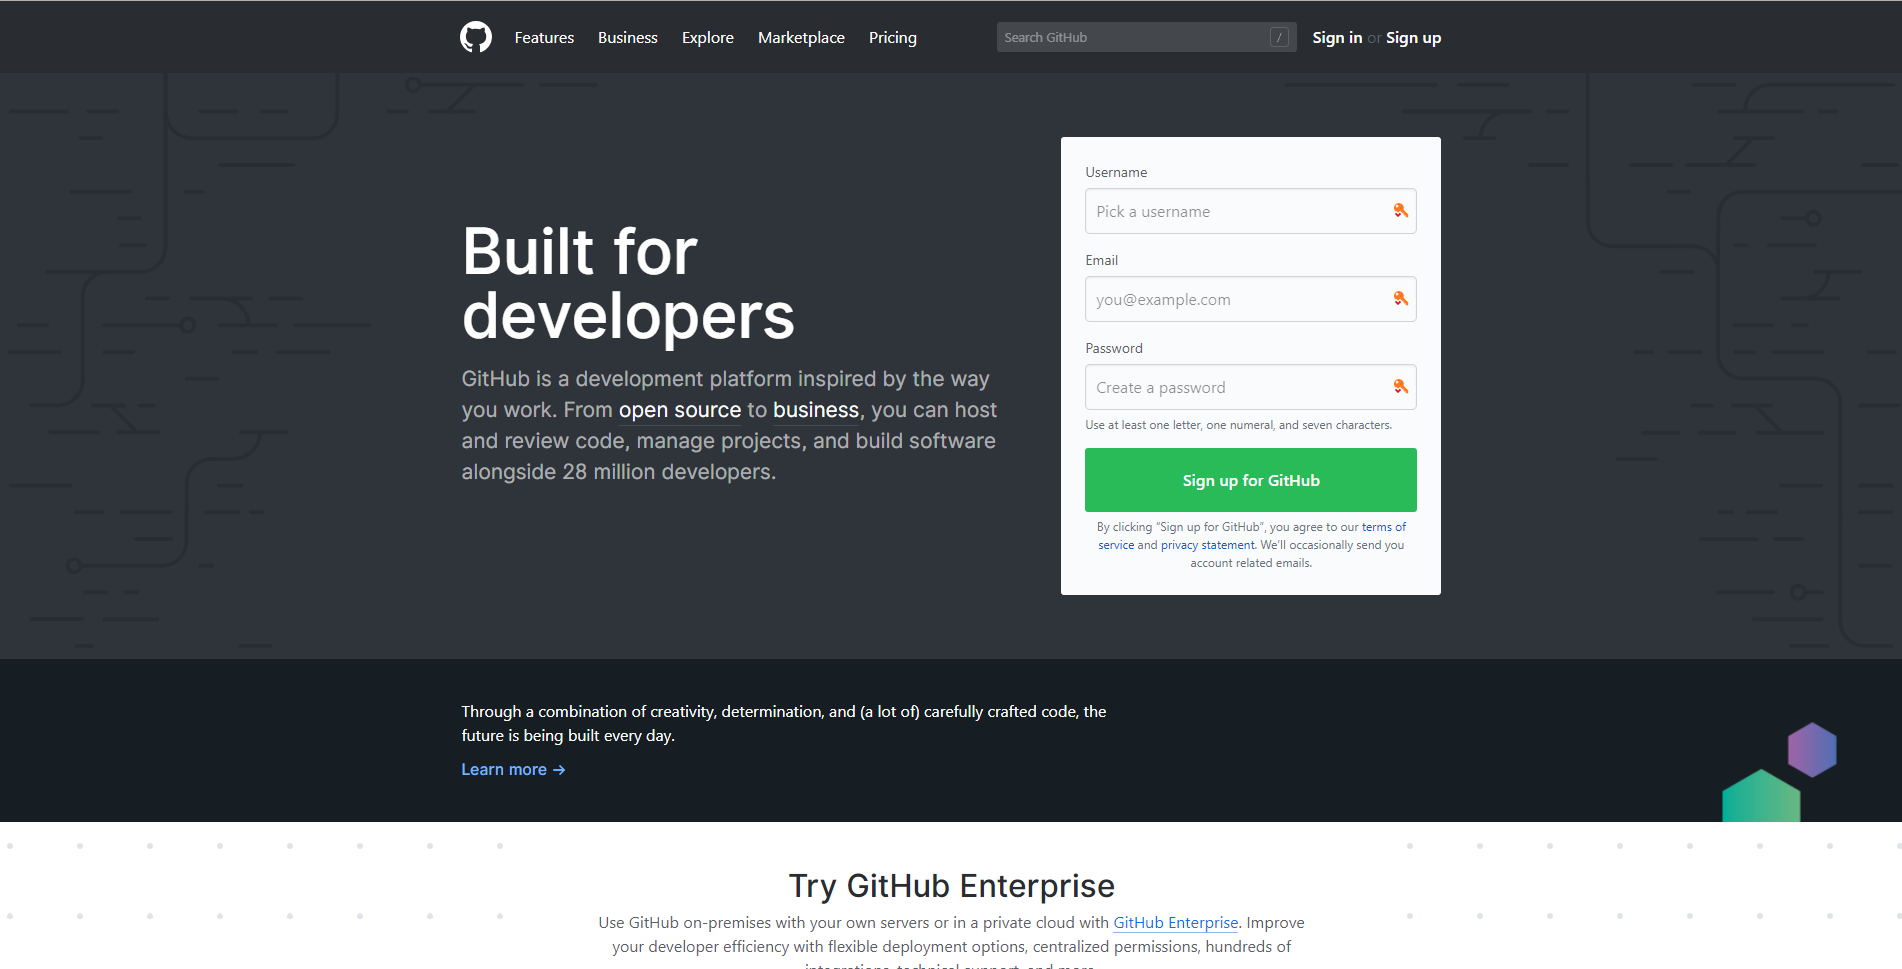 Features Business Explore Marketplace Pricing
Search GitHub /
Sign in or Sign up
Built for
developers
GitHub is a development platform inspired by the way
you work. From open source to business, you can host
and review code, manage projects, and build software
alongside 28 million developers.
Username
Pick a username
Email
you@example.com
Password
Create a password
Use at least one letter, one numeral, and seven characters.
Sign up for GitHub
By clicking “Sign up for GitHub”, you agree to our terms of
service and privacy statement. We’ll occasionally send you
account related emails.
Through a combination of creativity, determination, and (a lot of) carefully crafted code, the
future is being built every day.
Learn more →
Try GitHub Enterprise
Use GitHub on-premises with your own servers or in a private cloud with GitHub Enterprise. Improve
your developer efficiency with flexible deployment options, centralized permissions, hundreds of
integrations, technical support, and more.